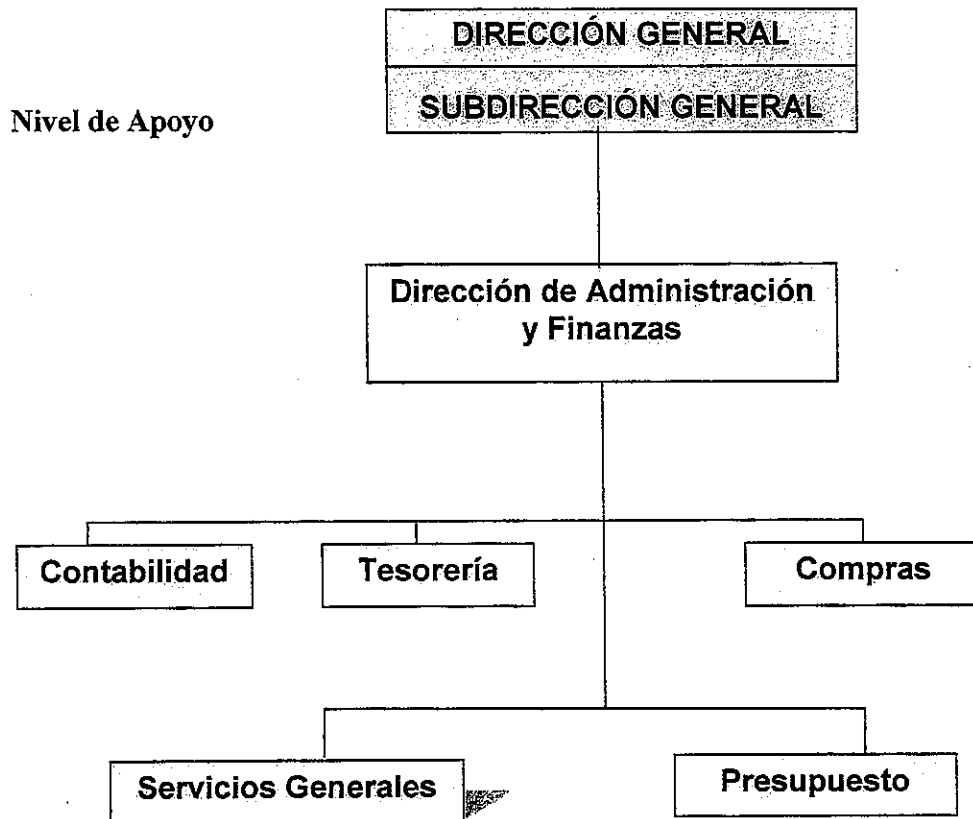 DIRECCIÓN GENERAL
SUBDIRECCIÓN GENERAL
Nivel de Apoyo
Dirección de Administración
y Finanzas
Contabilidad
Tesorería
Compras
Servicios Generales
Presupuesto